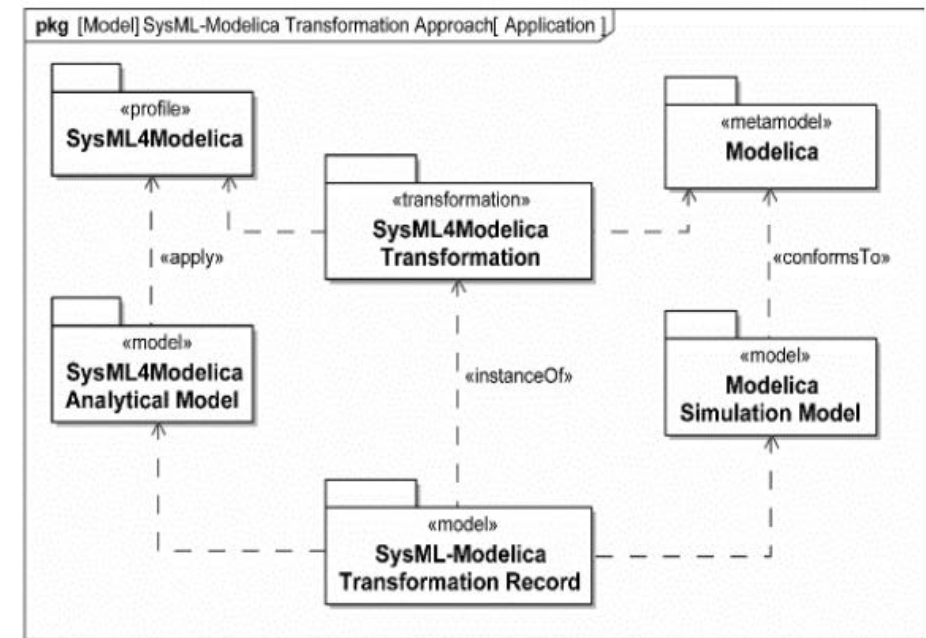 pkg [Model] SysML-Modelica Transformation Approach[ Application ]
«profile»
SysML4Modelica
«metamodel»
Modelica
«transformation»
SysML4Modelica
Transformation
«apply»
«conformsTo»
«model»
SysML4Modelica
Analytical Model
«instanceOf»
«model»
Modelica
Simulation Model
«model»
SysML-Modelica
Transformation Record